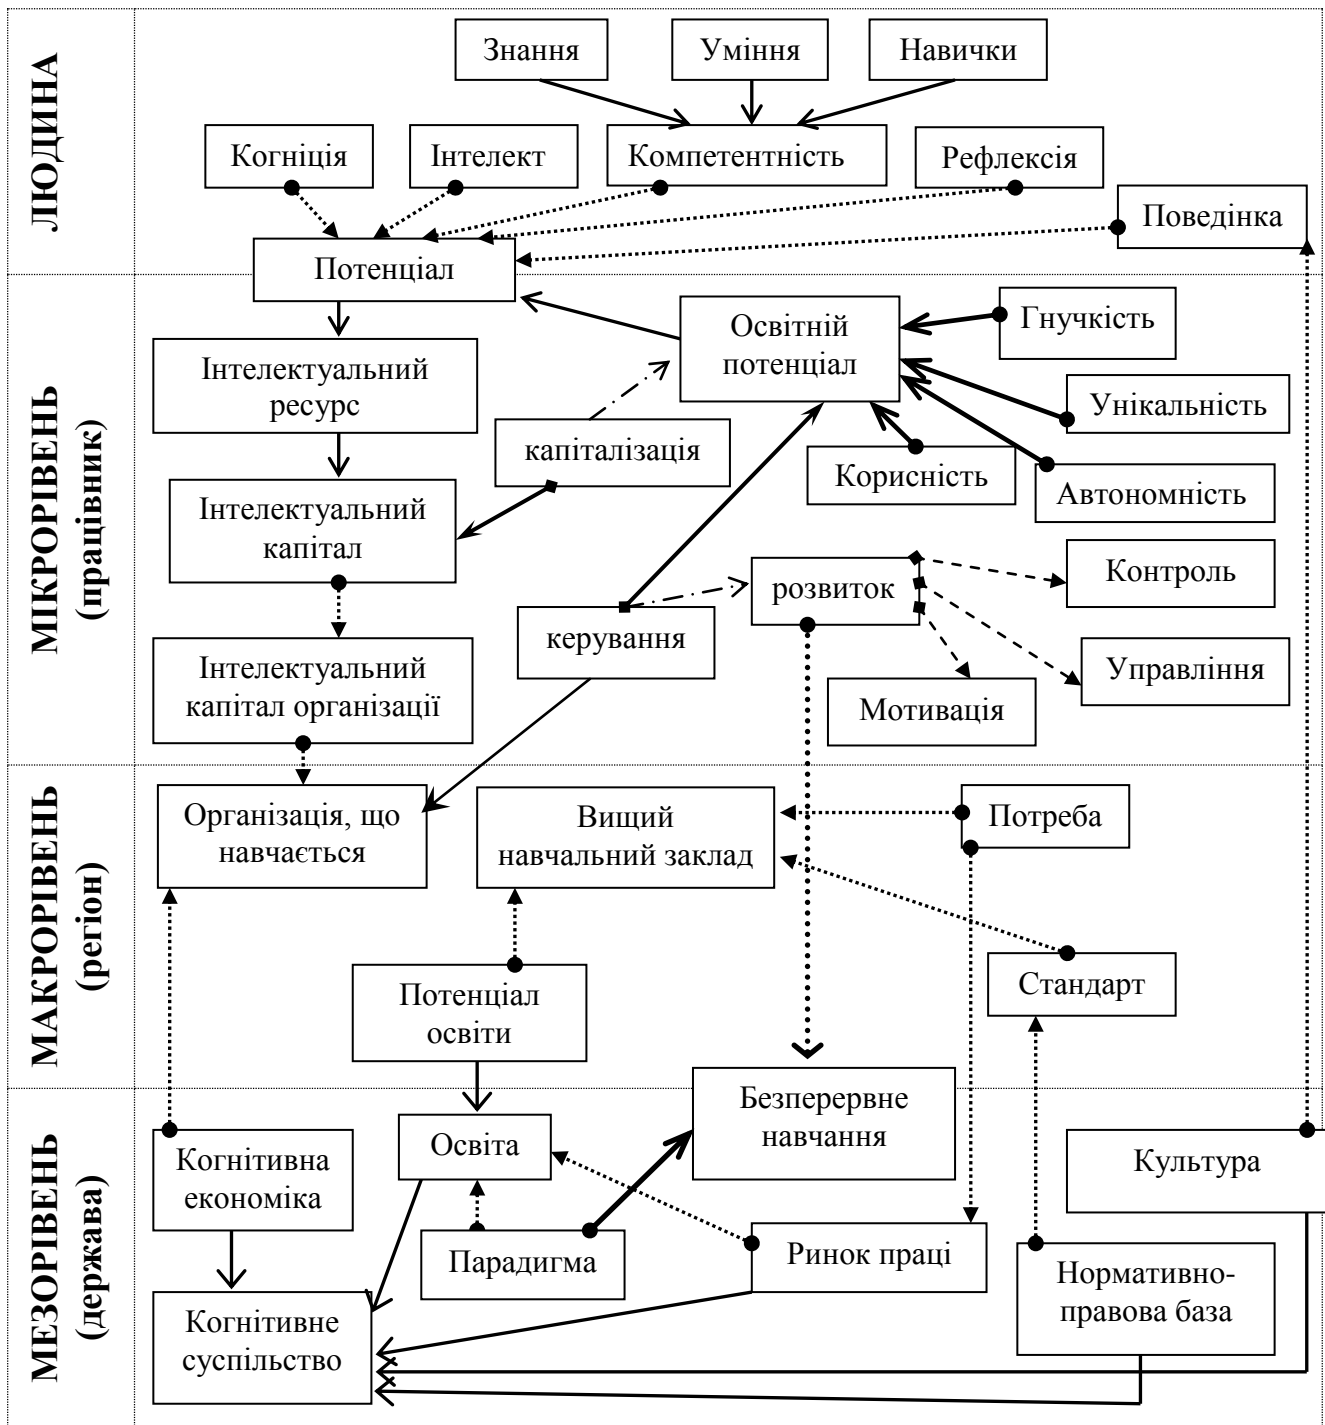 ЛЮДИНА
Знання
Уміння
Навички
Когніція
Інтелект
Компетентність
Рефлексія
Поведінка
Потенціал
МІКРОРІВЕНЬ
(працівник)
Освітній
потенціал
Гнучкість
Інтелектуальний
ресурс
Унікальність
капіталізація
Корисність
Автономність
Інтелектуальний
капітал
Контроль
розвиток
керування
Управління
Інтелектуальний
капітал організації
Мотивація
МАКРОРІВЕНЬ
(регіон)
Організація, що
навчається
Вищий
навчальний заклад
Потреба
Стандарт
Потенціал
освіти
МЕЗОРІВЕНЬ
(держава)
Безперервне
навчання
Освіта
Когнітивна
економіка
Культура
Парадигма
Ринок праці
Нормативно-
правова база
Когнітивне
суспільство